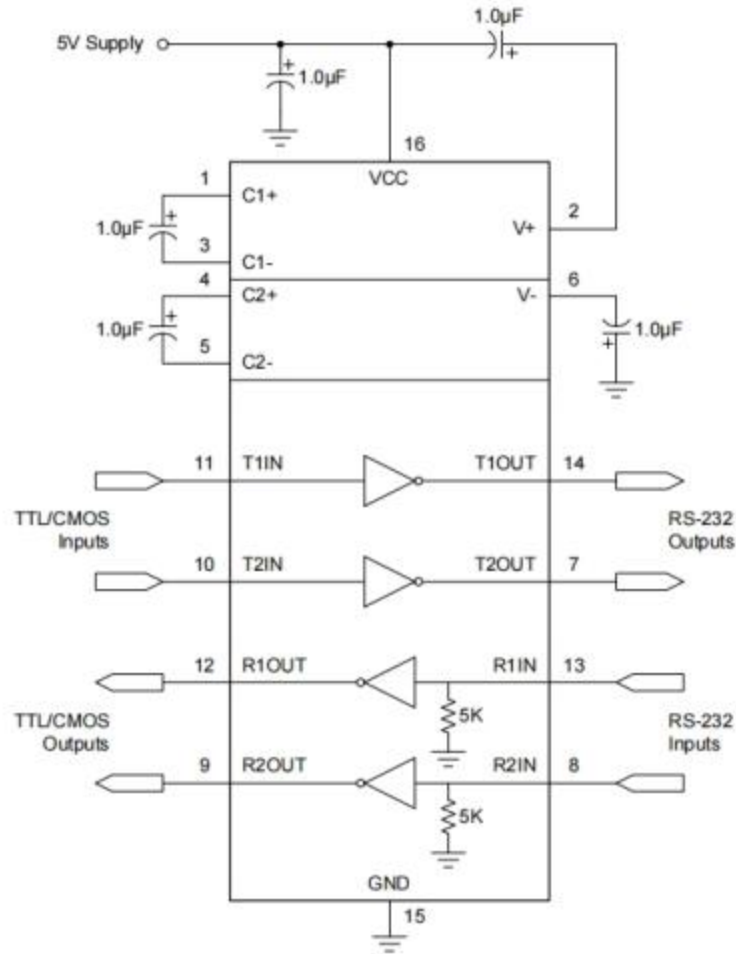 1.0µF
5V Supply
+
+
1.0µF
16
VCC
1
C1+
2
V+
1.0µF
+
3
C1-
4
C2+
6
V-
1.0µF
+
5
C2-
+
1.0µF
11
T1IN
T1OUT
14
TTL/CMOS
Inputs
RS-232
Outputs
10
T2IN
T2OUT
7
12
R1OUT
R1IN
13
5K
TTL/CMOS
Outputs
RS-232
Inputs
9
R2OUT
R2IN
8
5K
GND
15